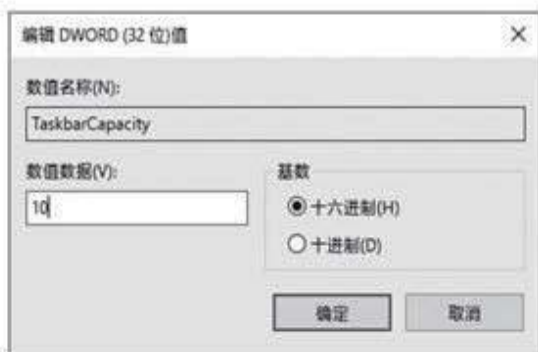 编辑 DWORD (32 位)值
数值名称(N):
TaskbarCapacity
数值数据(V):
10
基数
十六进制(H)
十进制(D)
确定
取消